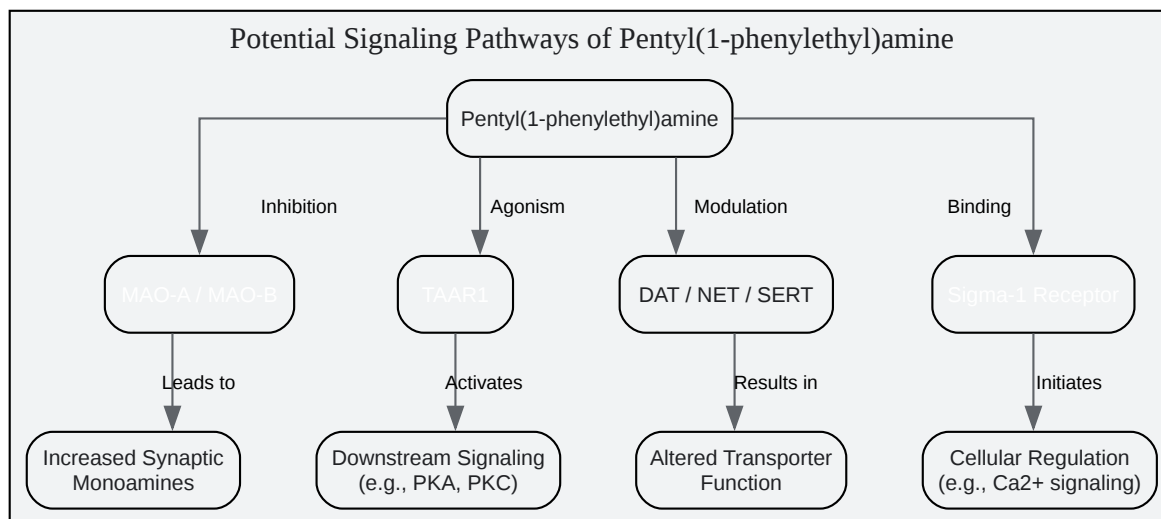 Potential Signaling Pathways of Pentyl(1-phenylethyl)amine
Pentyl(1-phenylethyl)amine
Inhibition
Agonism
Modulation
Binding
MAO-A / MAO-B
TAAR1
DAT / NET / SERT
Sigma-1 Receptor
Leads to
Activates
Results in
Initiates
Increased Synaptic
Monoamines
Downstream Signaling
(e.g., PKA, PKC)
Altered Transporter
Function
Cellular Regulation
(e.g., Ca2+ signaling)